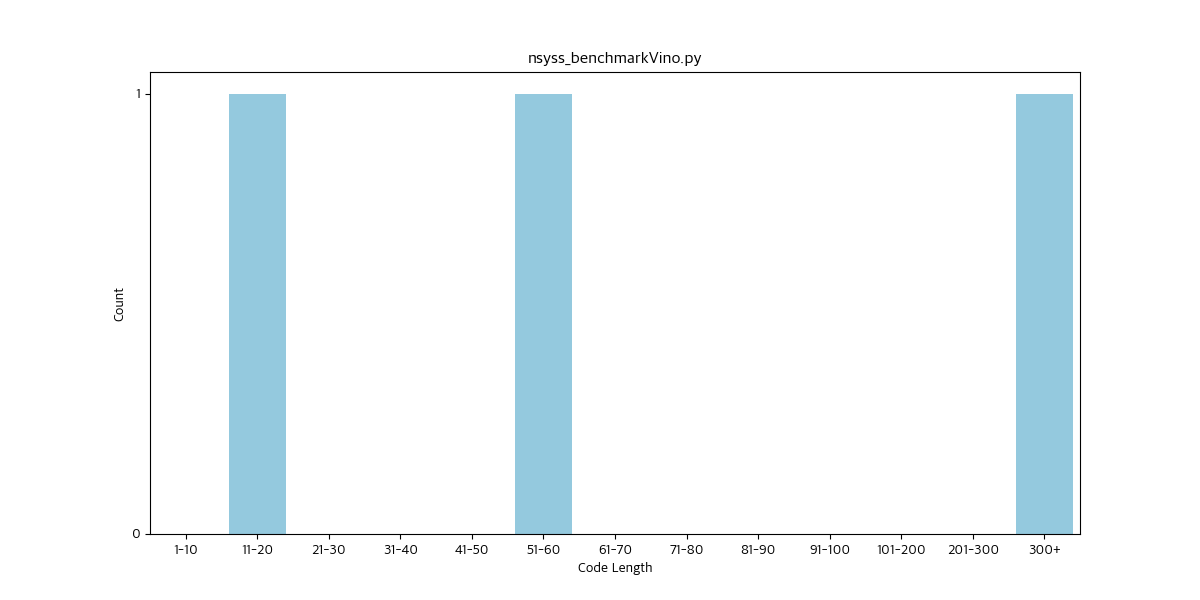 nsyss_benchmarkVino.py
1
Count
0
1-10 11-20 21-30 31-40 41-50 51-60 61-70 71-80 81-90 91-100 101-200 201-300 300+
Code Length